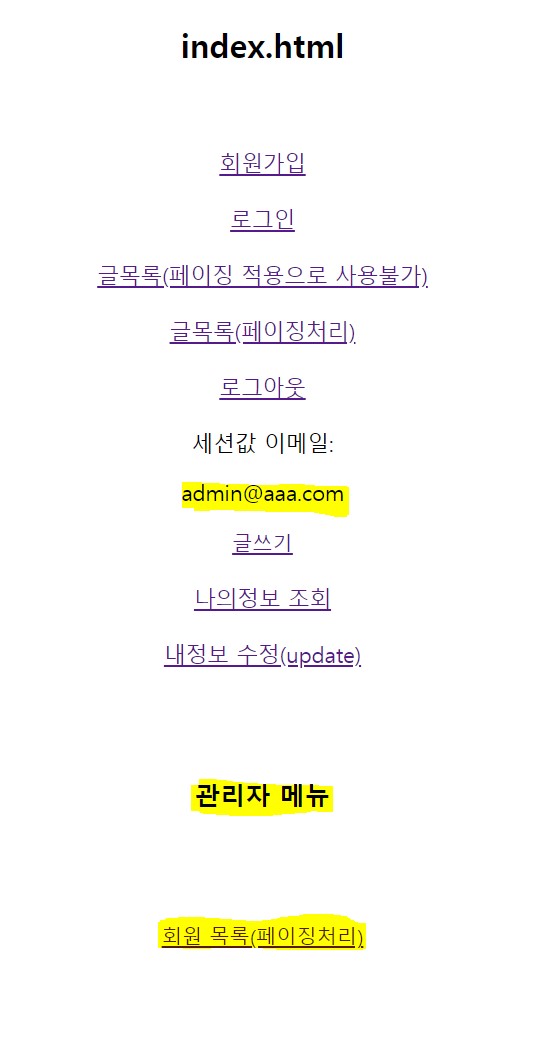 index.html
회원가입
로그인
글목록(페이징 적용으로 사용불가)
글목록(페이징처리)
로그아웃
세션값 이메일:
admin@aaa.com
글쓰기
나의정보 조회
내정보 수정(update)
관리자 메뉴
회원 목록(페이징처리)